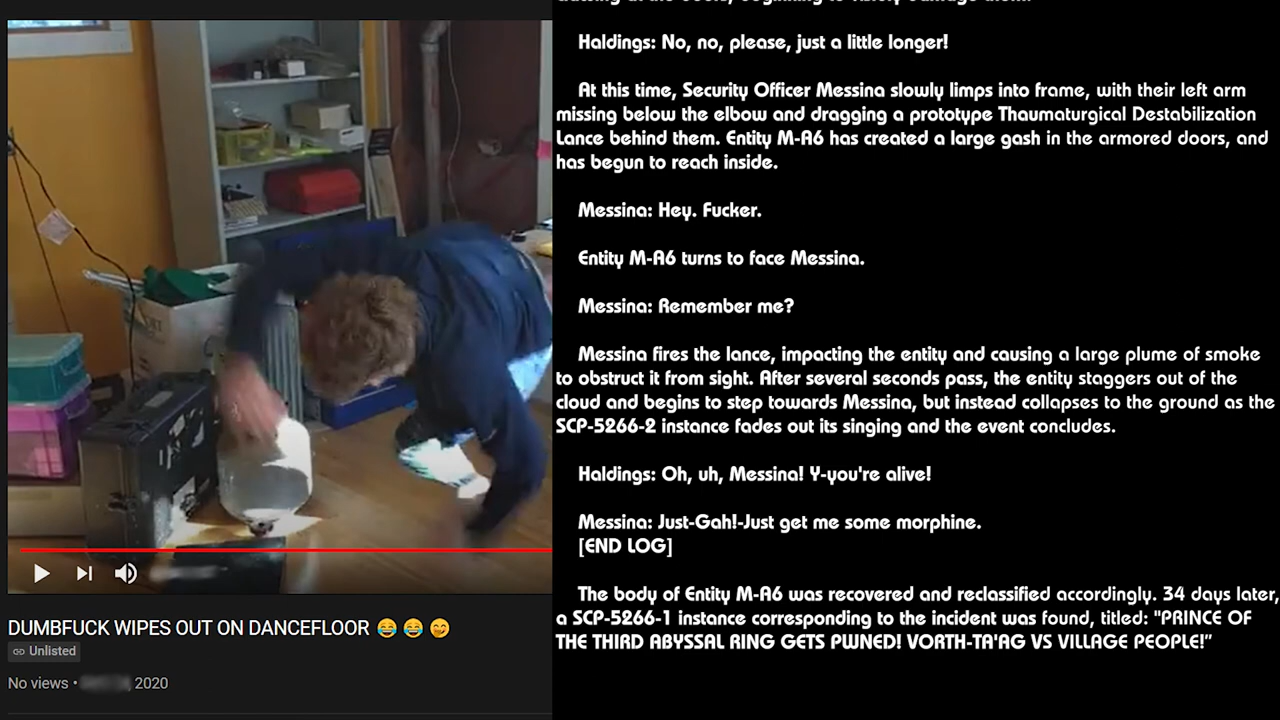 Haldings: No, no, please, just a little longer!
At this time, Security Officer Messina slowly limps into frame, with their left arm
missing below the elbow and dragging a prototype Thaumaturgical Destabilization
Lance behind them. Entity M-A6 has created a large gash in the armored doors, and
has begun to reach inside.
Messina: Hey. Fucker.
Entity M-A6 turns to face Messina.
Messina: Remember me?
Messina fires the lance, impacting the entity and causing a large plume of smoke
to obstruct it from sight. After several seconds pass, the entity staggers out of the
cloud and begins to step towards Messina, but instead collapses to the ground as the
SCP-5266-2 instance fades out its singing and the event concludes.
Haldings: Oh, uh, Messina! Y-you're alive!
Messina: Just-Gah!-Just get me some morphine.
[END LOG]
The body of Entity M-A6 was recovered and reclassified accordingly. 34 days later,
a SCP-5266-1 instance corresponding to the incident was found, titled: "PRINCE OF
THE THIRD ABYSSAL RING GETS PWNED! VORTH-TA'AG VS VILLAGE PEOPLE!"
DUMBFUCK WIPES OUT ON DANCEFLOOR 😂 😂 🤭
Unlisted
No views • , 2020